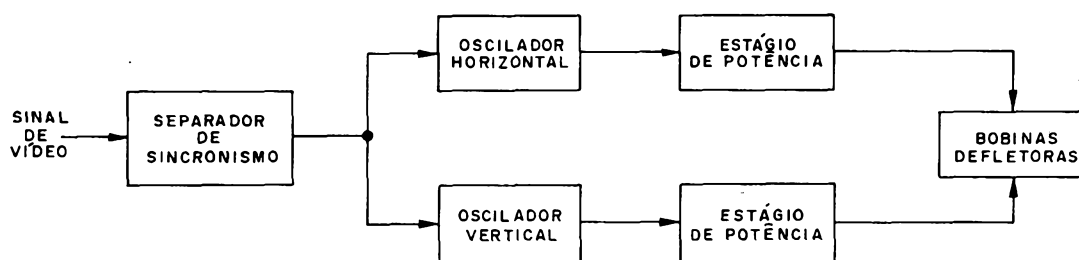 SINAL
DE
VÍDEO
SEPARADOR
DE
SINCRONISMO
OSCILADOR
HORIZONTAL
ESTÁGIO
DE POTÊNCIA
BOBINAS
DEFLETORAS
OSCILADOR
VERTICAL
ESTÁGIO
DE POTÊNCIA